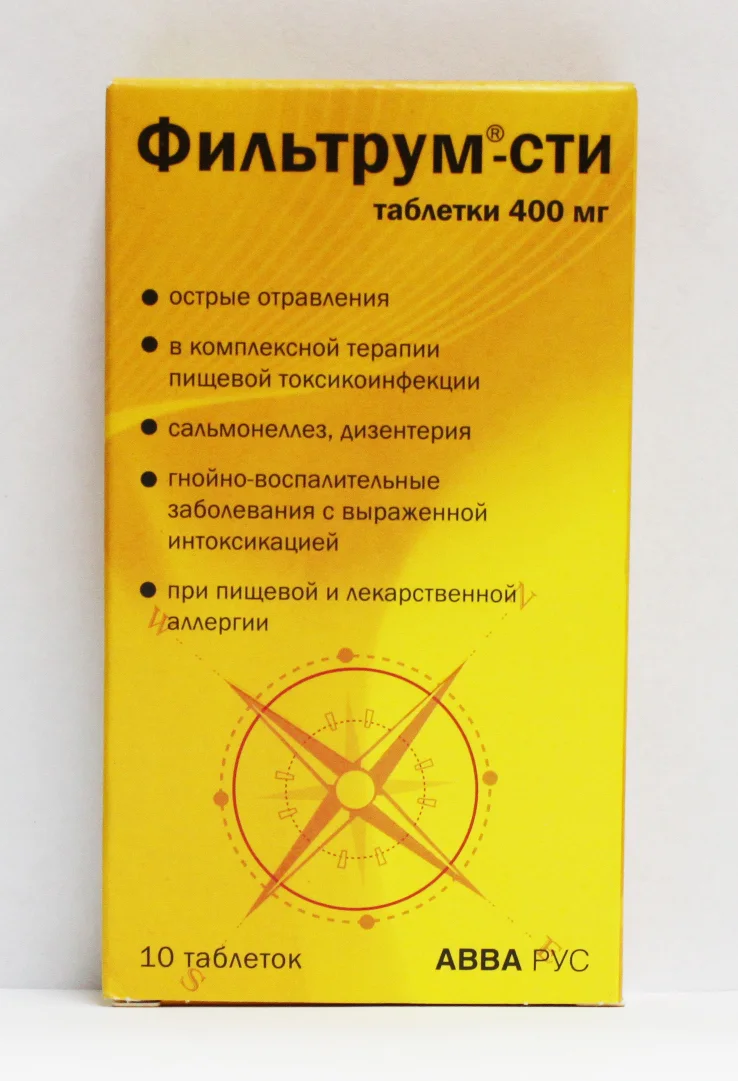 Фильтрум®-сти
таблетки 400 мг
● острые отравления
● в комплексной терапии
пищевой токсикоинфекции
● сальмонеллез, дизентерия
● гнойно-воспалительные
заболевания с выраженной
интоксикацией
● при пищевой и лекарственной
аллергии
W
N
S
E
10 таблеток
АВВА РУС